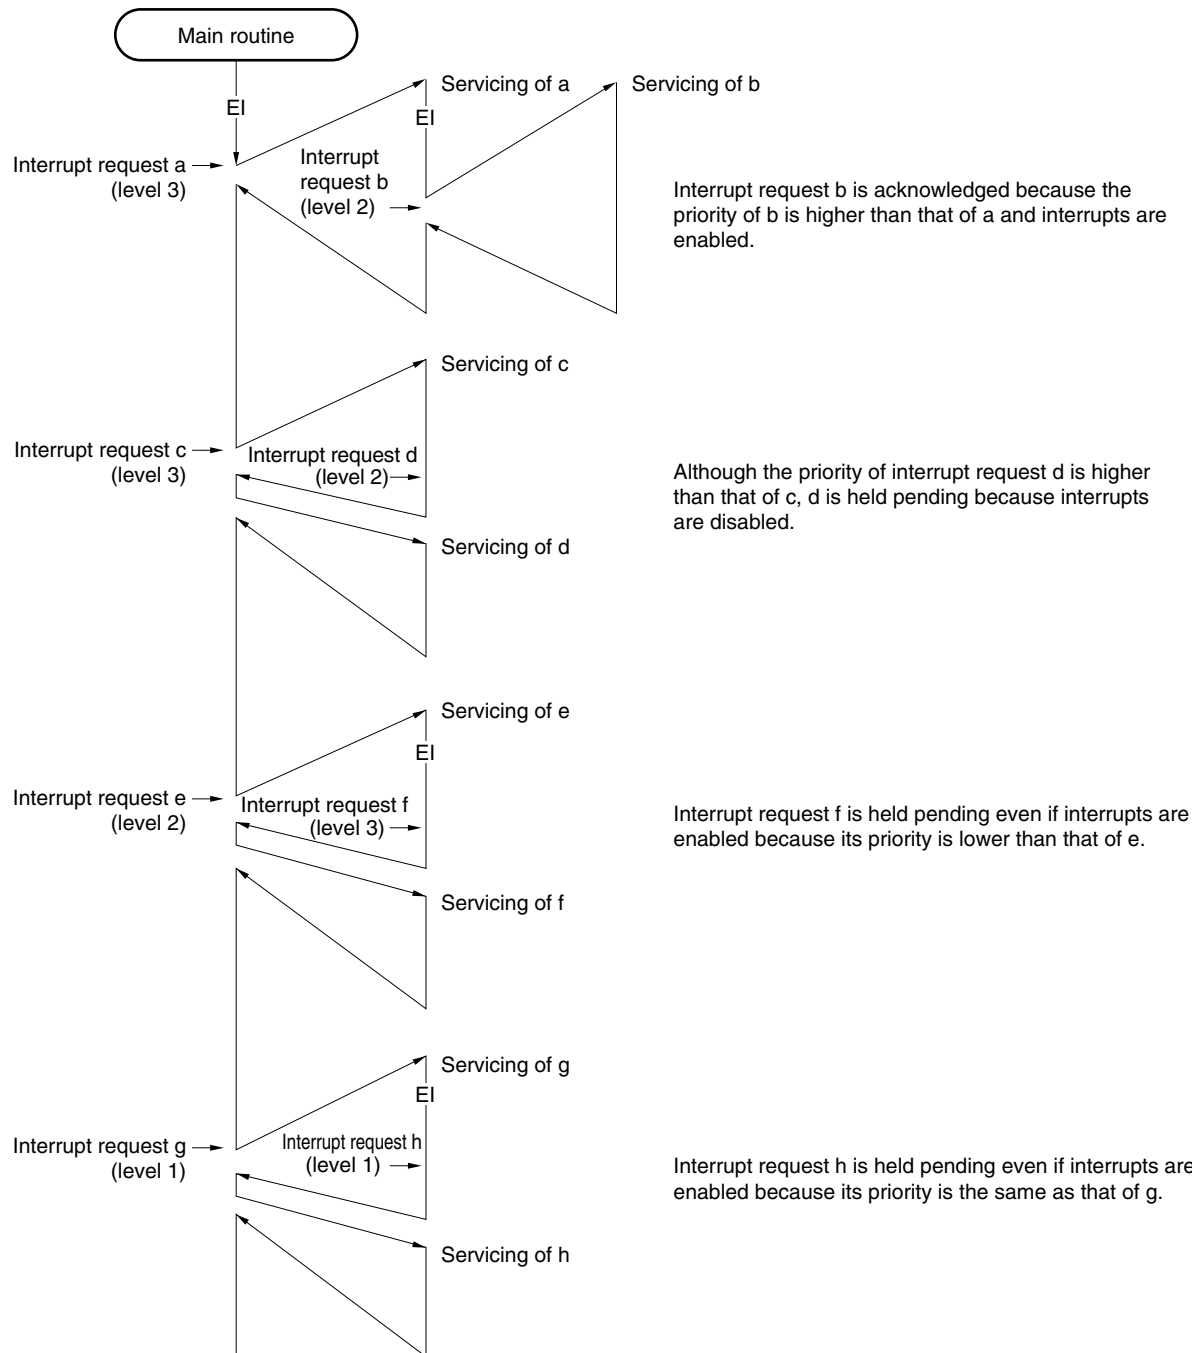 Main routine
EI
Servicing of a
Servicing of b
EI
Interrupt request a
(level 3)
Interrupt
request b
(level 2)
Interrupt request b is acknowledged because the
priority of b is higher than that of a and interrupts are
enabled.
Servicing of c
Interrupt request c
(level 3)
Interrupt request d
(level 2)
Although the priority of interrupt request d is higher
than that of c, d is held pending because interrupts
are disabled.
Servicing of d
Servicing of e
EI
Interrupt request e
(level 2)
Interrupt request f
(level 3)
Interrupt request f is held pending even if interrupts are
enabled because its priority is lower than that of e.
Servicing of f
Servicing of g
EI
Interrupt request g
(level 1)
Interrupt request h
(level 1)
Interrupt request h is held pending even if interrupts are
enabled because its priority is the same as that of g.
Servicing of h